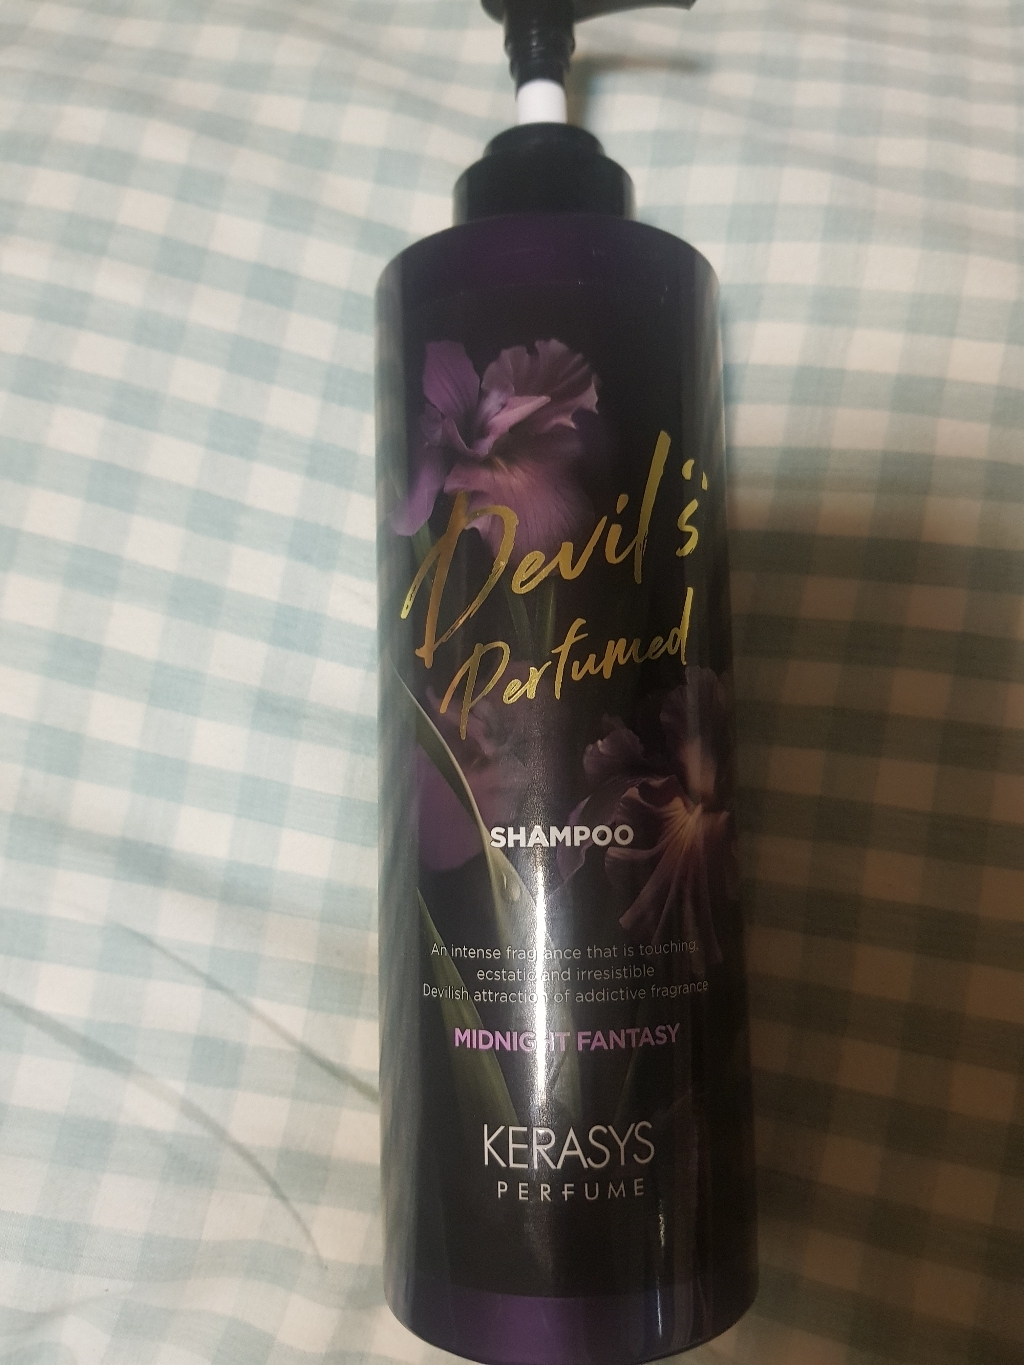 Devil's
Perfumed
SHAMPOO
An intense fragrance that is touching,
ecstatic and irresistible
Devilish attraction of addictive fragrance
MIDNIGHT FANTASY
KERASYS
PERFUME